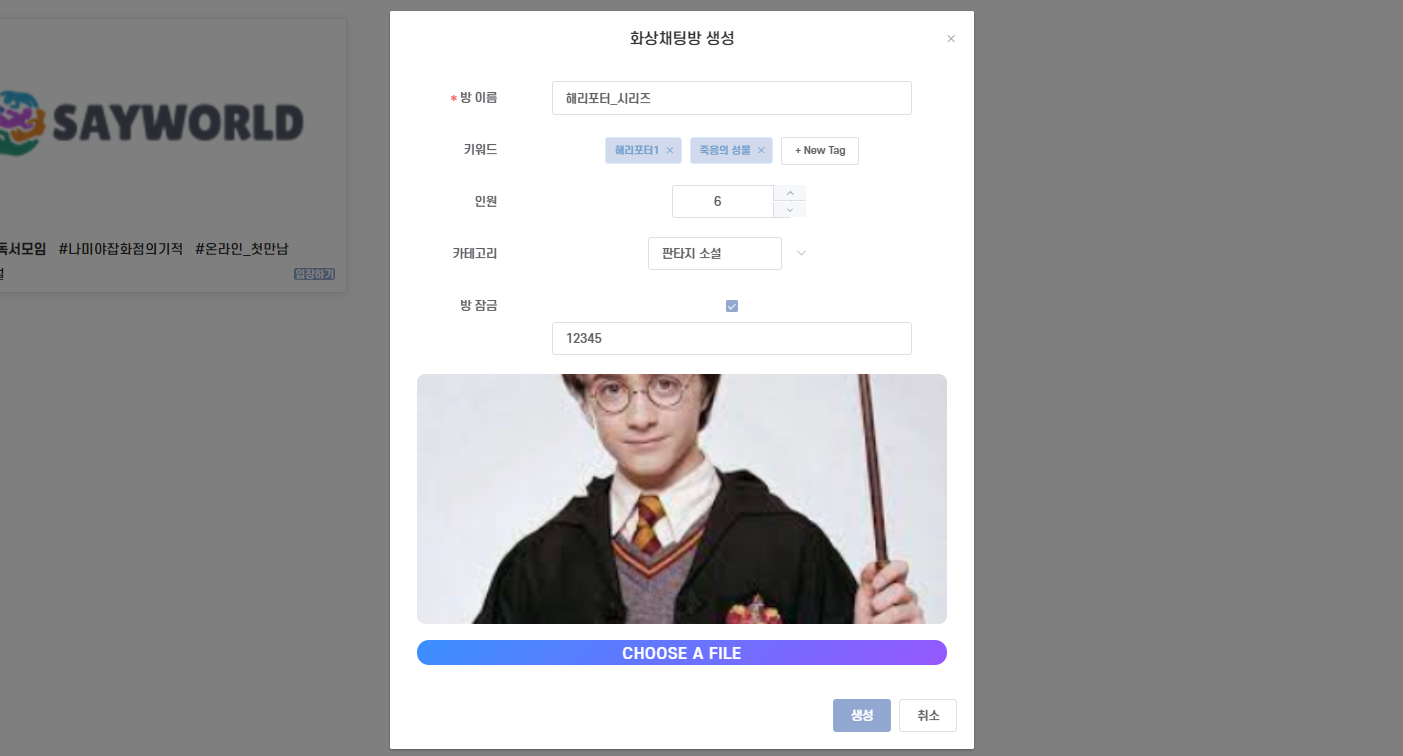 화상채팅방 생성
* 방 이름
해리포터_시리즈
키워드
해리포터1 죽음의 성물 + New Tag
인원
6
카테고리
판타지 소설
방 잠금
12345
CHOOSE A FILE
생성 취소
SAYWORLD
독서모임 #나미야잡화점의기적 #온라인_첫만남
입장하기